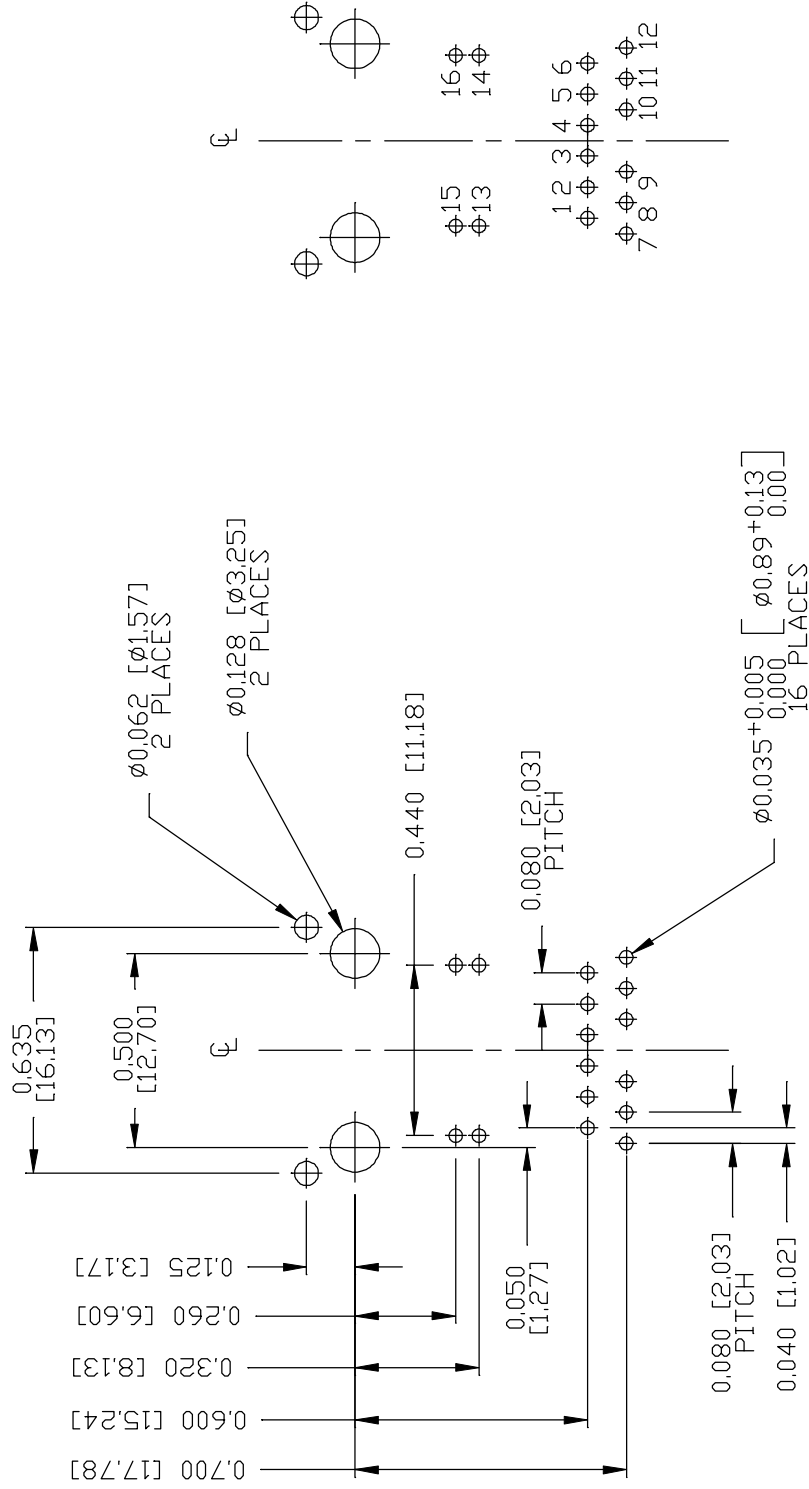 0.635
[16.13]
0.500
[12.70]
℄
Ø0.062 [Ø1.57]
2 PLACES
Ø0.128 [Ø3.25]
2 PLACES
0.440 [11.18]
0.080 [2.03]
PITCH
0.125 [3.17]
0.260 [6.60]
0.320 [8.13]
0.600 [15.24]
0.700 [17.78]
0.050
[1.27]
0.080 [2.03]
PITCH
0.040 [1.02]
Ø0.035 +0.005 0.000 [Ø0.89 +0.13 0.00]
16 PLACES
℄
15 16
13 14
1 2 3 4 5 6
7 8 9 10 11 12